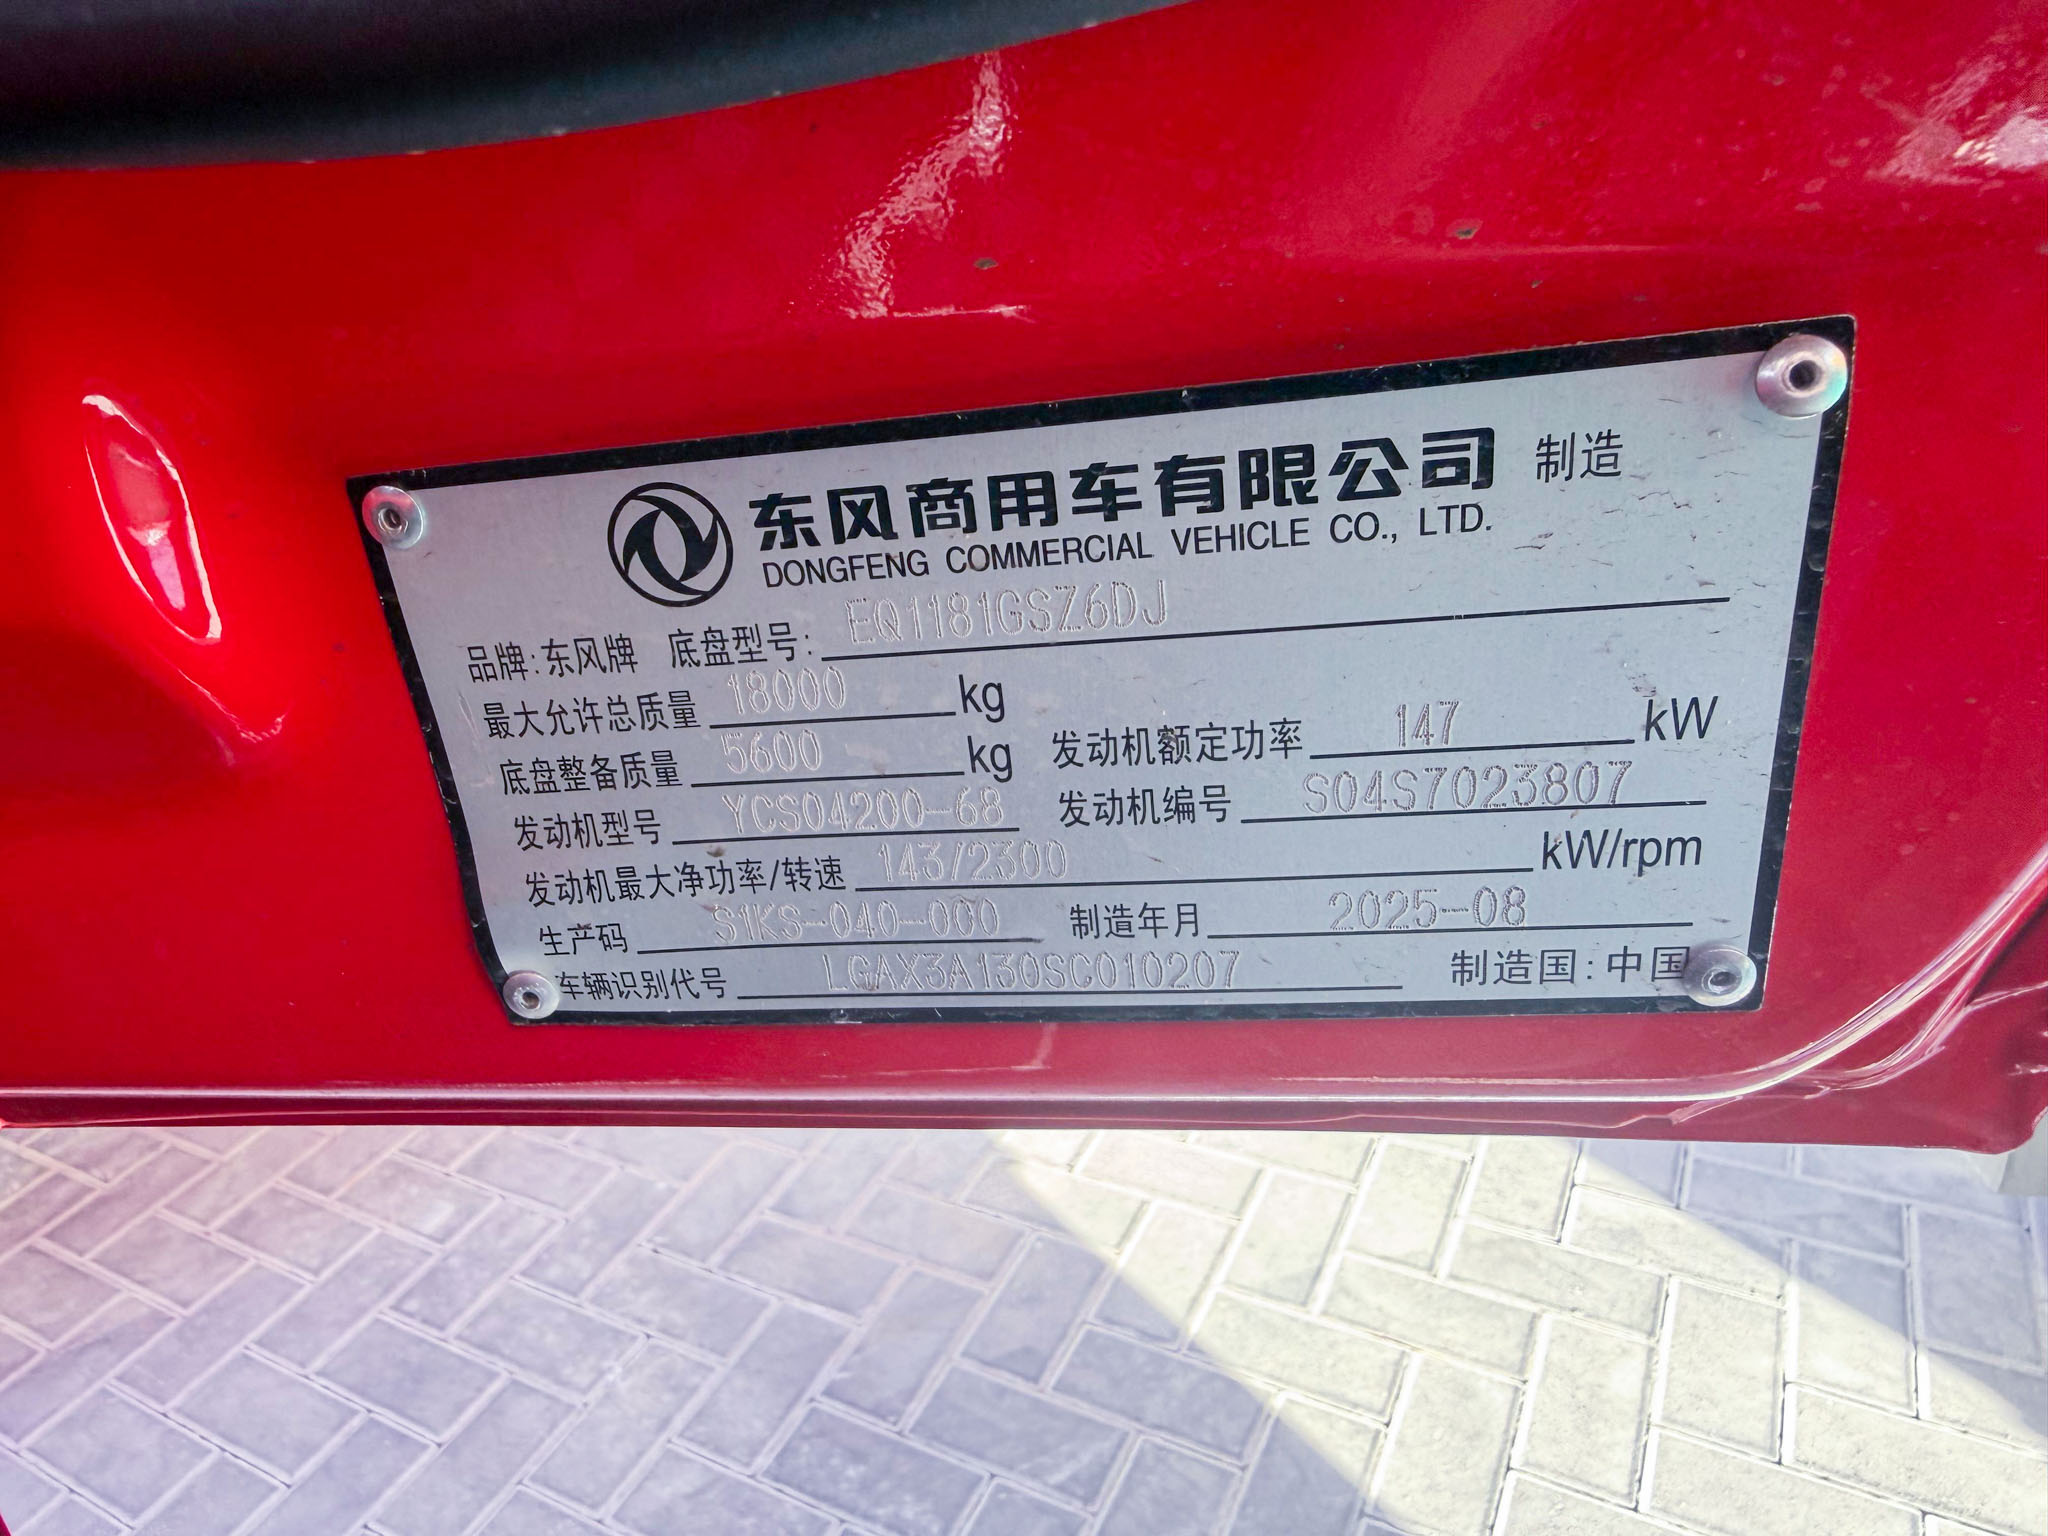 东风商用车有限公司 制造
DONGFENG COMMERCIAL VEHICLE CO., LTD.
品牌:东风牌 底盘型号: EQ1181GSZ6DJ
最大允许总质量 18000 kg
底盘整备质量 5600 kg 发动机额定功率 147 kW
发动机型号 YCS04200-68 发动机编号 S04S7023807
发动机最大净功率/转速 143/2300 kW/rpm
生产码 S1KS-040-000 制造年月 2025-08
车辆识别代号 LGAX3A130SC010207 制造国:中国